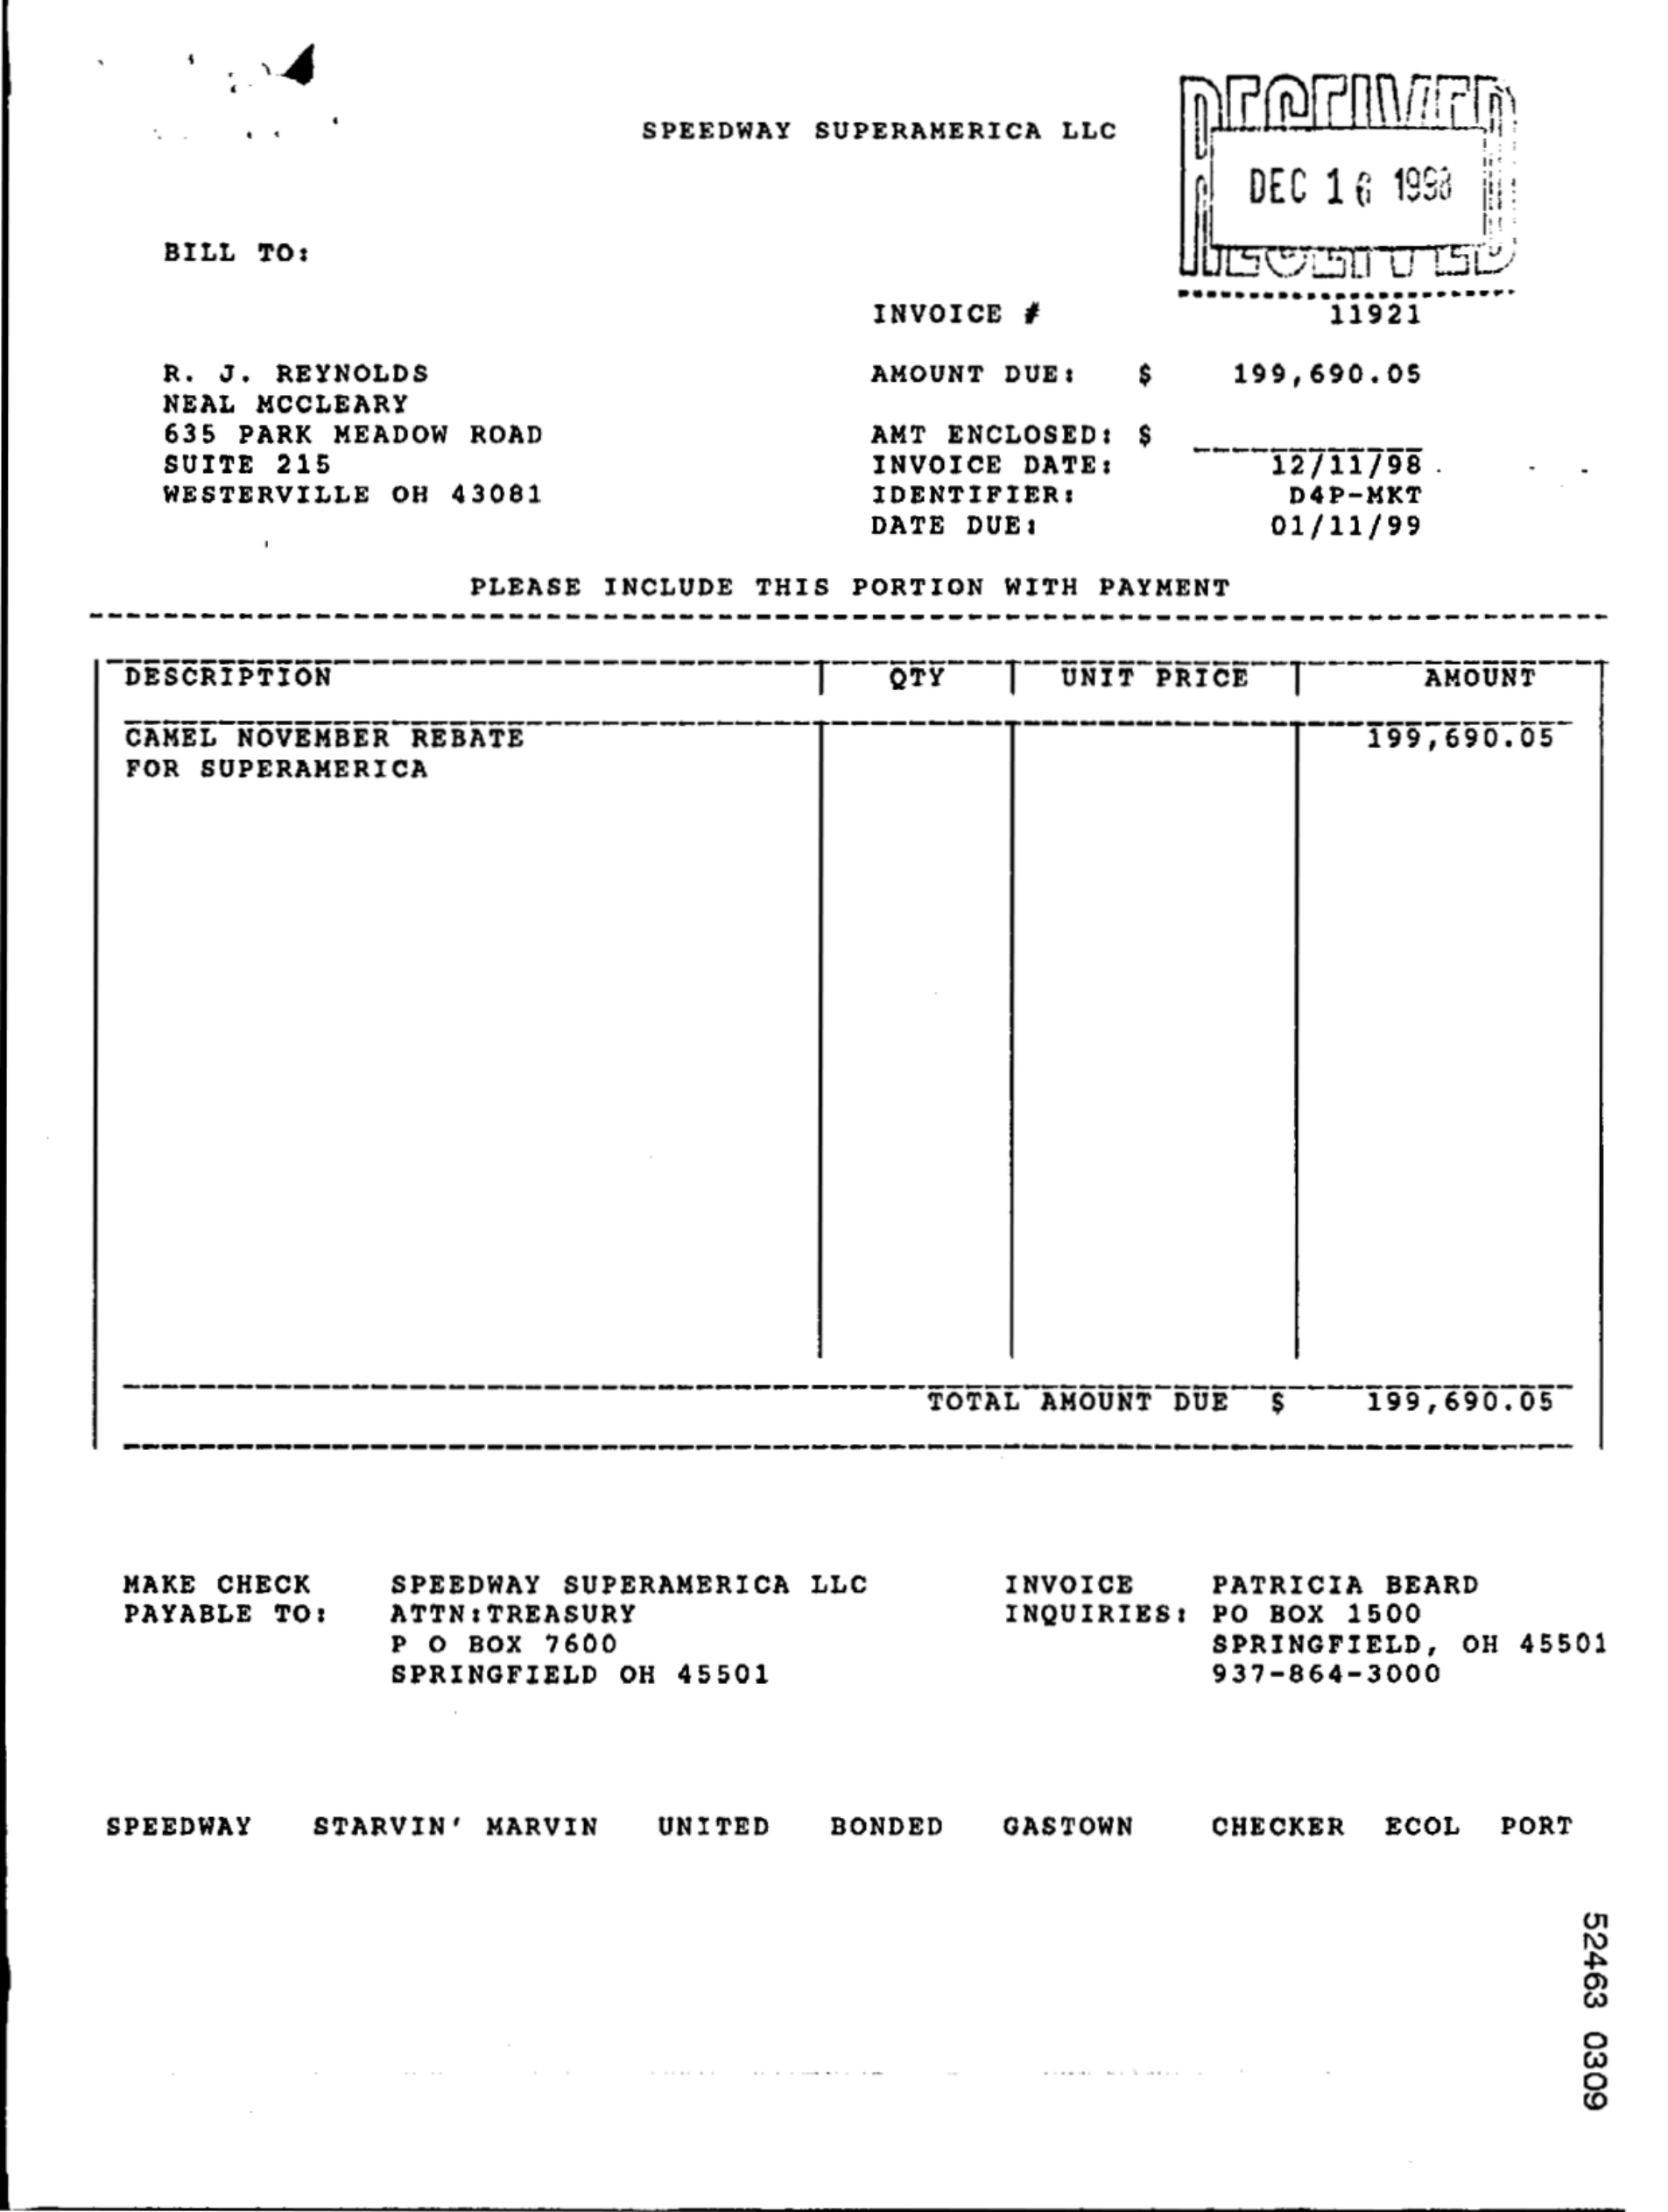 SPEEDWAY SUPERAMERICA LLC
RECEIVED
DEC 16 1998
RECEIVED
BILL TO:
INVOICE # 11921
R. J. REYNOLDS
NEAL MCCLEARY
635 PARK MEADOW ROAD
SUITE 215
WESTERVILLE OH 43081
AMOUNT DUE: $ 199,690.05
AMT ENCLOSED: $
INVOICE DATE: 12/11/98
IDENTIFIER: D4P-MKT
DATE DUE: 01/11/99
PLEASE INCLUDE THIS PORTION WITH PAYMENT
DESCRIPTION QTY UNIT PRICE AMOUNT
CAMEL NOVEMBER REBATE 199,690.05
FOR SUPERAMERICA
TOTAL AMOUNT DUE $ 199,690.05
MAKE CHECK PAYABLE TO:
SPEEDWAY SUPERAMERICA LLC
ATTN:TREASURY
P O BOX 7600
SPRINGFIELD OH 45501
INVOICE INQUIRIES:
PATRICIA BEARD
PO BOX 1500
SPRINGFIELD, OH 45501
937-864-3000
SPEEDWAY STARVIN' MARVIN UNITED BONDED GASTOWN CHECKER ECOL PORT
52463 0309